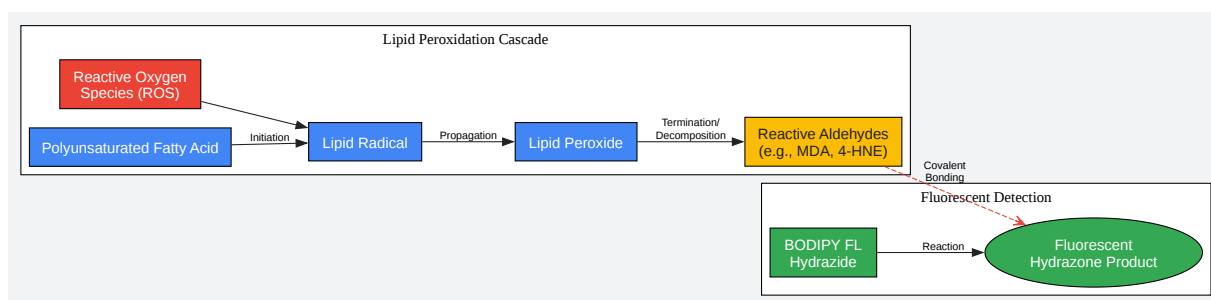 Lipid Peroxidation Cascade
Reactive Oxygen
Species (ROS)
Polyunsaturated Fatty Acid
Initiation
Lipid Radical
Propagation
Lipid Peroxide
Termination/
Decomposition
Reactive Aldehydes
(e.g., MDA, 4-HNE)
Covalent
Bonding
Fluorescent Detection
BODIPY FL
Hydrazide
Reaction
Fluorescent
Hydrazone Product